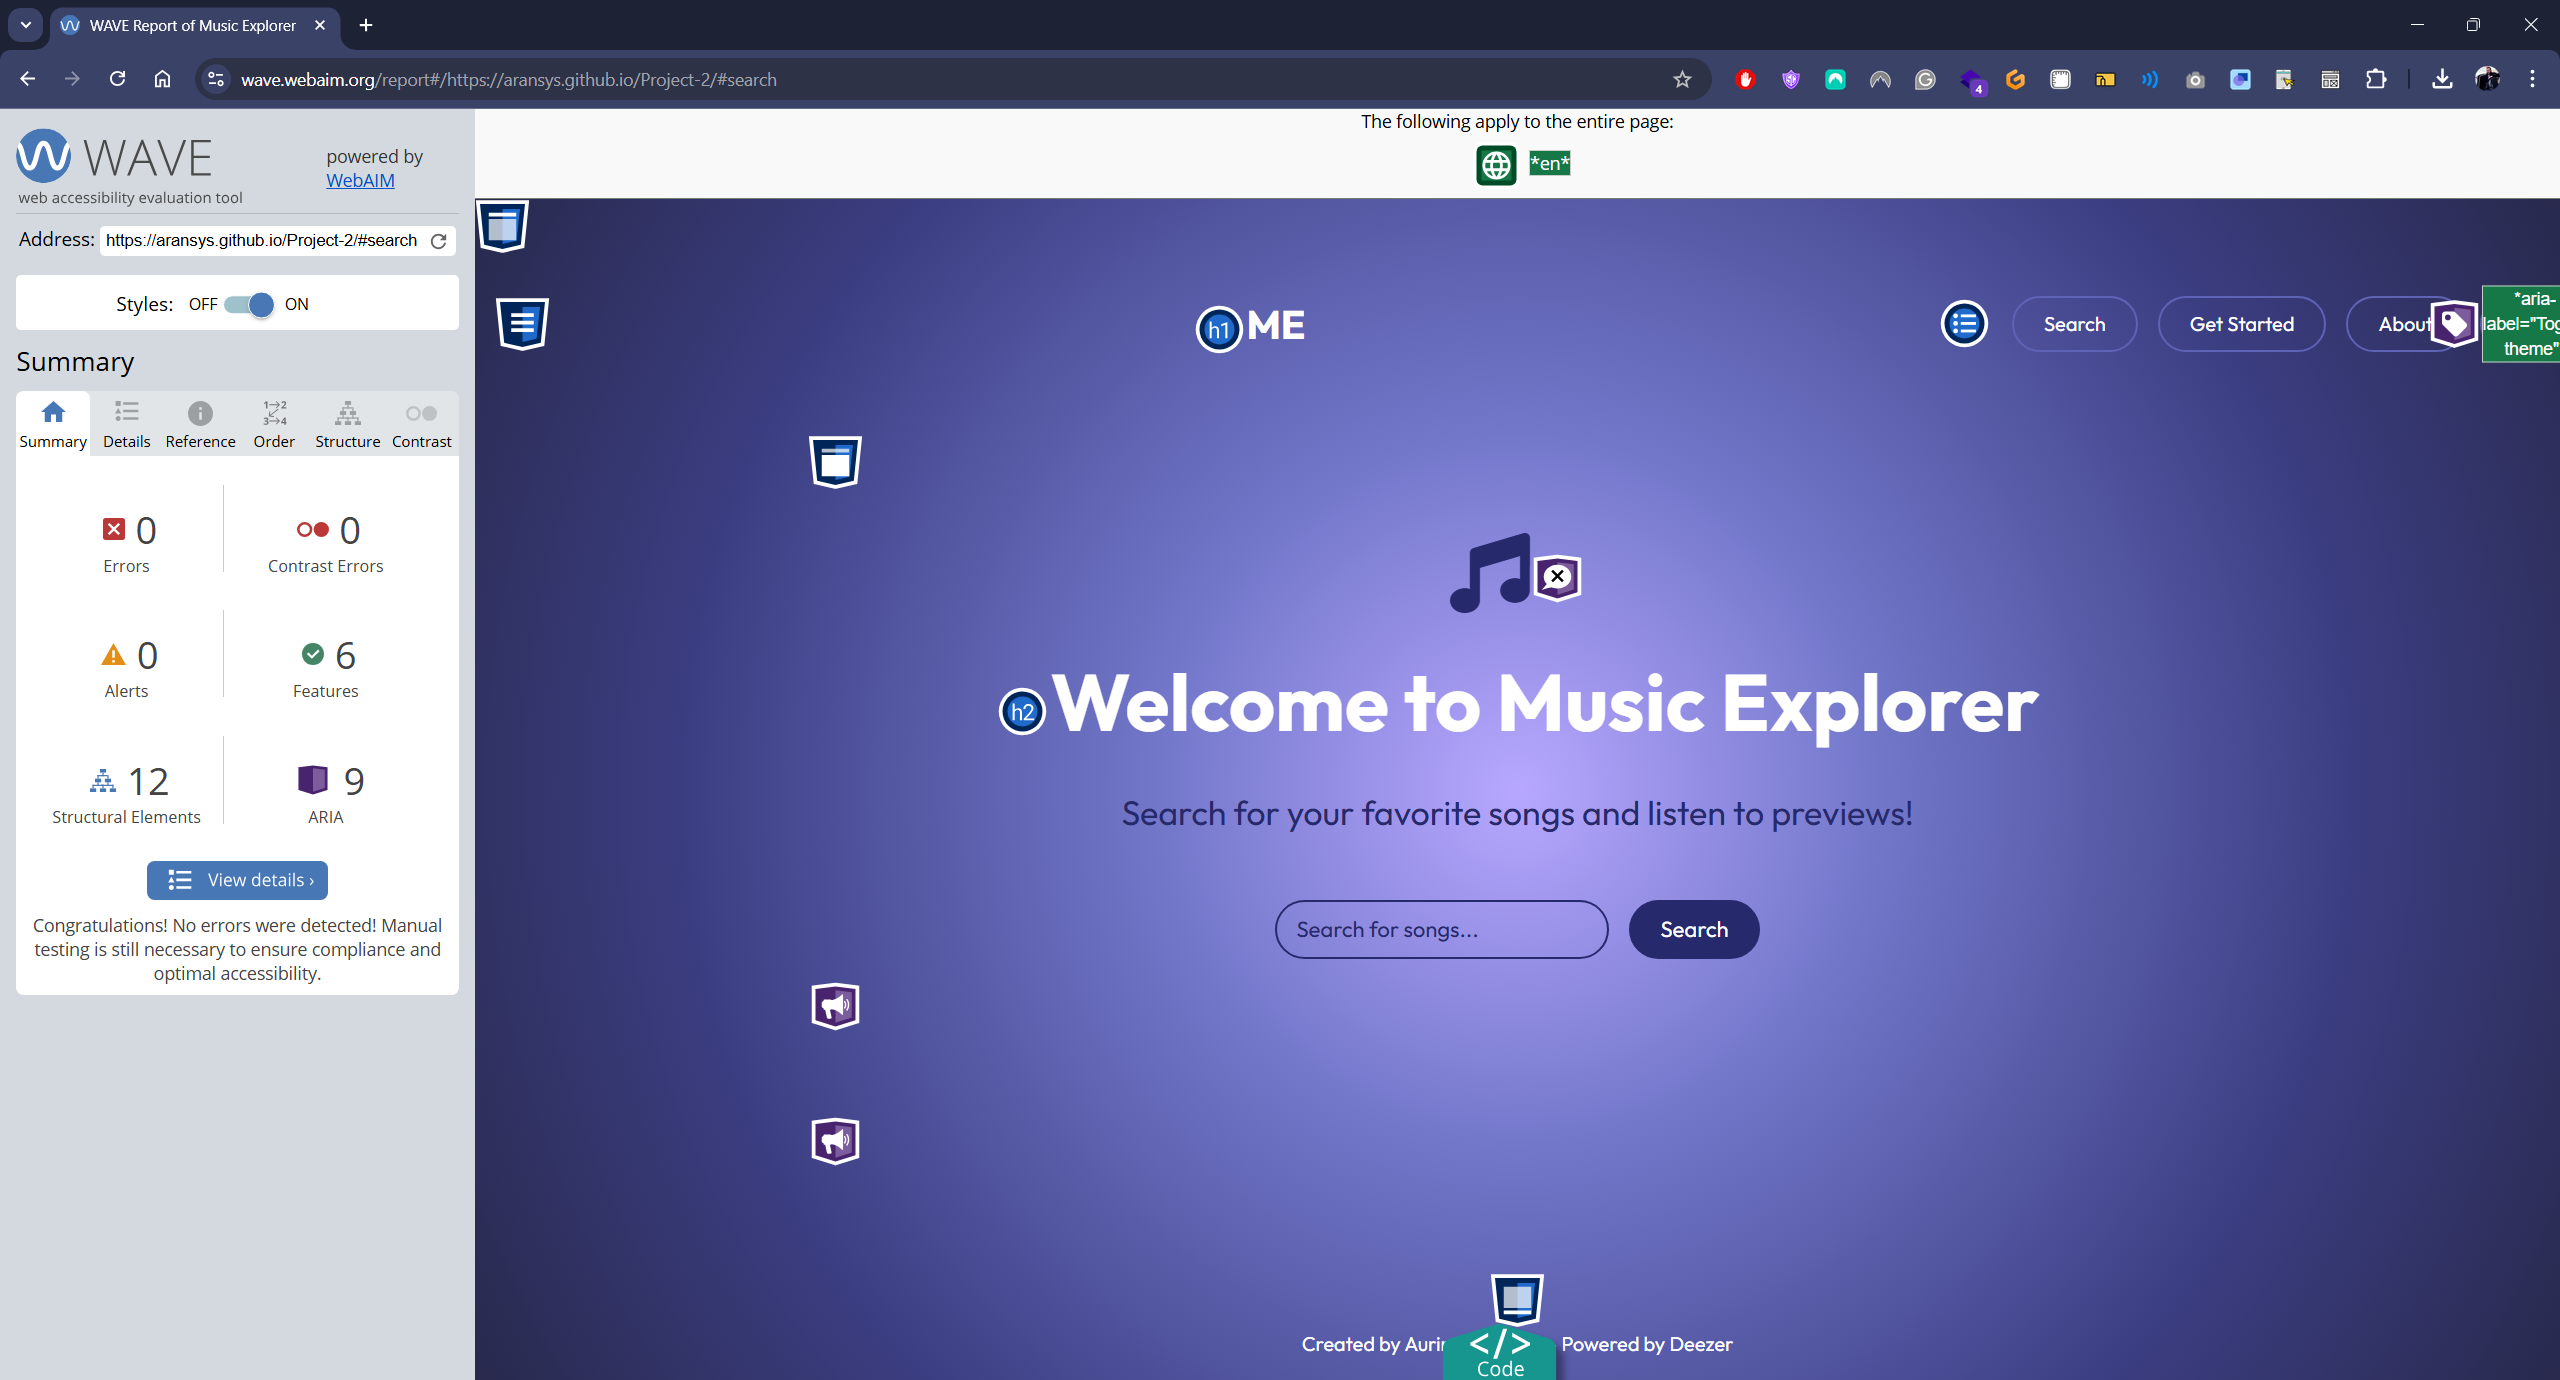 WAVE Report of Music Explorer
wave.webaim.org/report#/https://aransys.github.io/Project-2/#search
4
WAVE
web accessibility evaluation tool
powered by
WebAIM
Address: https://aransys.github.io/Project-2/#search
Styles: OFF ON
Summary
Summary Details Reference Order Structure Contrast
0 Errors
0 Contrast Errors
0 Alerts
6 Features
12 Structural Elements
9 ARIA
View details ›
Congratulations! No errors were detected! Manual
testing is still necessary to ensure compliance and
optimal accessibility.
The following apply to the entire page:
*en*
h1 ME
Search
Get Started
About
*aria-
label="Tog
theme"
h2 Welcome to Music Explorer
Search for your favorite songs and listen to previews!
Search for songs...
Search
Created by
Powered by Deezer
</>
Code